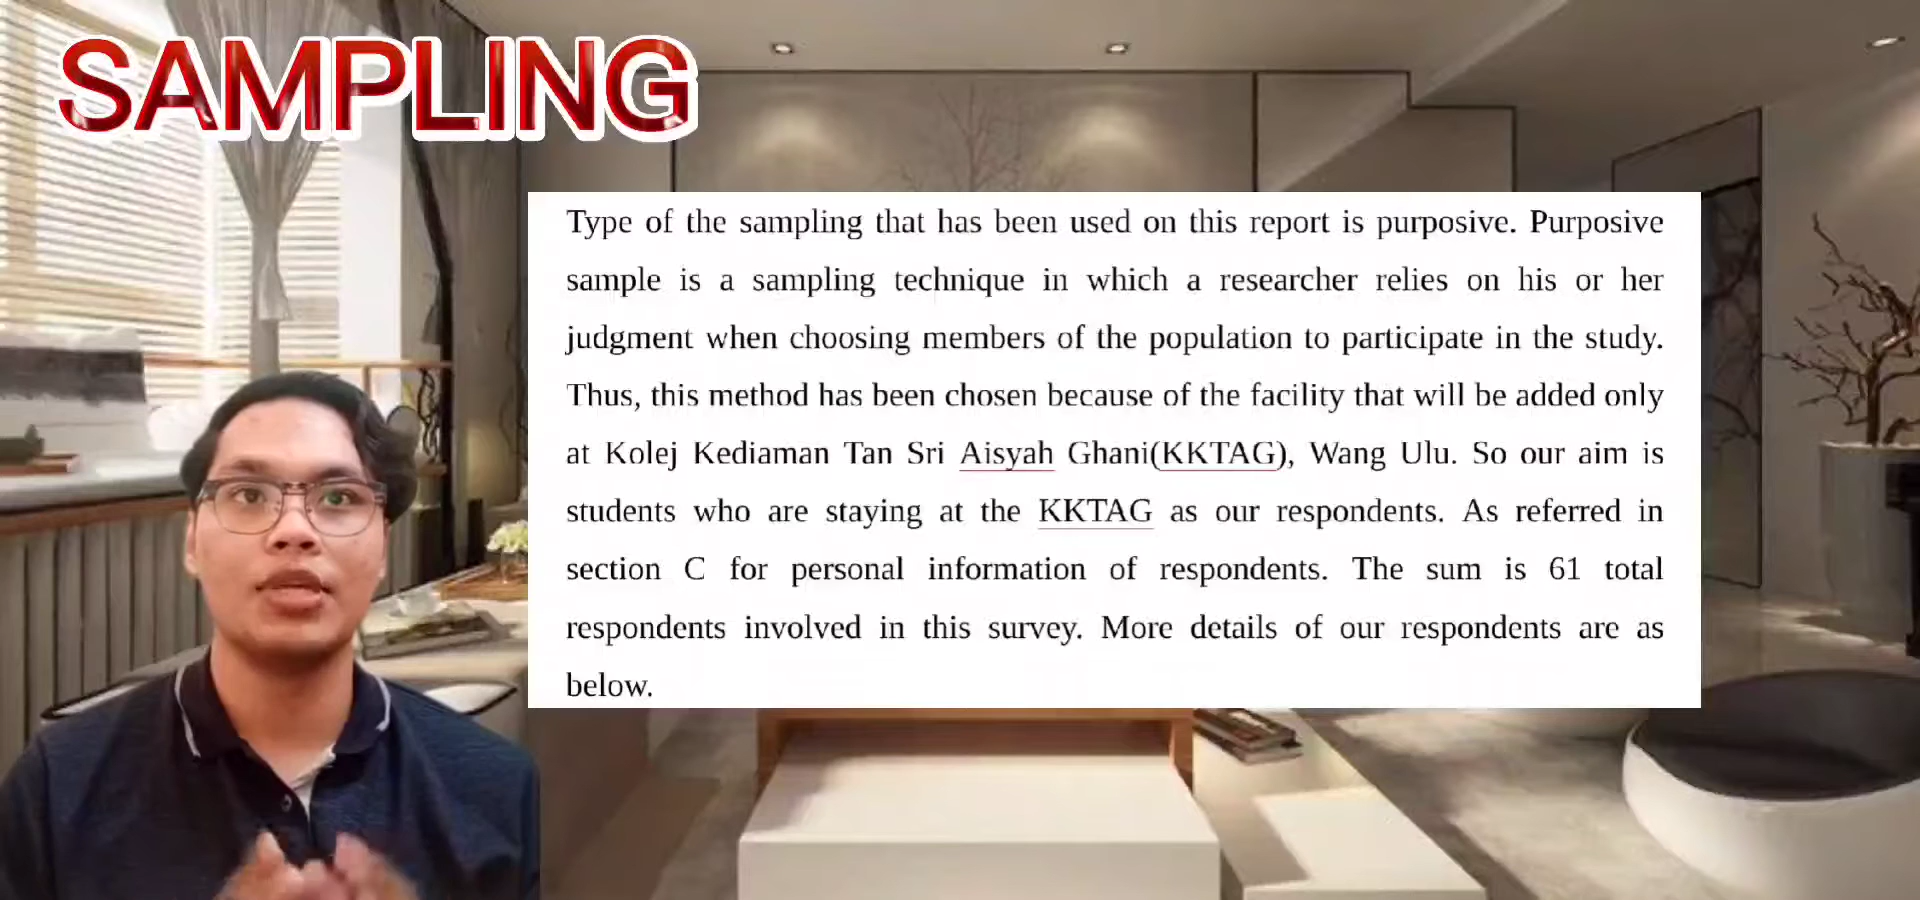 SAMPLING
Type of the sampling that has been used on this report is purposive. Purposive
sample is a sampling technique in which a researcher relies on his or her
judgment when choosing members of the population to participate in the study.
Thus, this method has been chosen because of the facility that will be added only
at Kolej Kediaman Tan Sri Aisyah Ghani(KKTAG), Wang Ulu. So our aim is
students who are staying at the KKTAG as our respondents. As referred in
section C for personal information of respondents. The sum is 61 total
respondents involved in this survey. More details of our respondents are as
below.